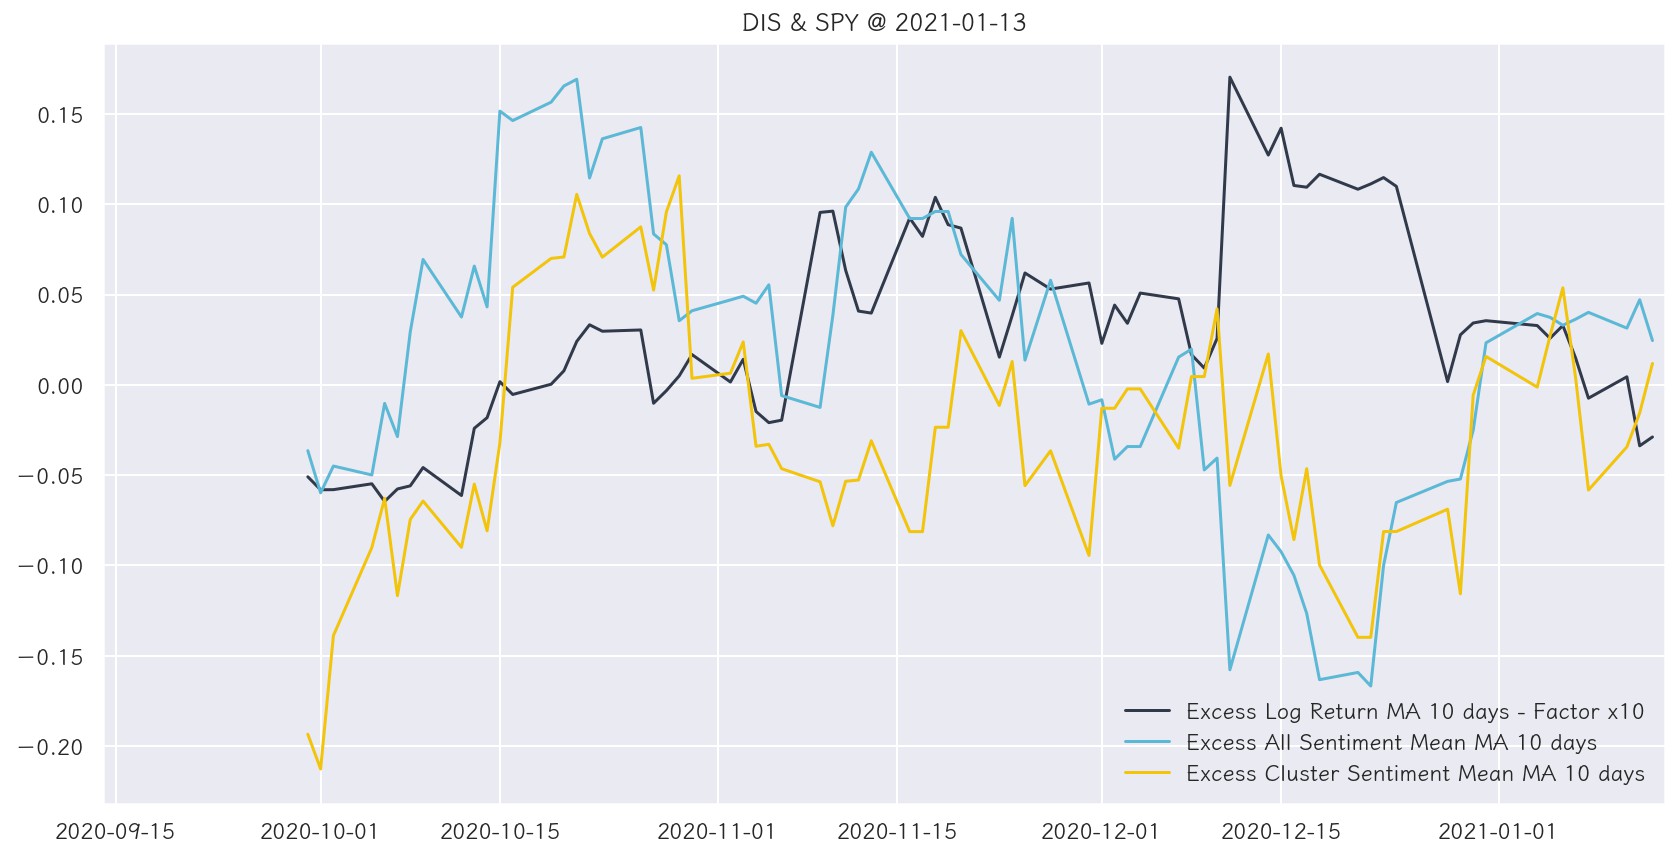 DIS & SPY @ 2021-01-13
0.15
0.10
0.05
0.00
−0.05
−0.10
−0.15
−0.20
Excess Log Return MA 10 days - Factor x10
Excess All Sentiment Mean MA 10 days
Excess Cluster Sentiment Mean MA 10 days
2020-09-15 2020-10-01 2020-10-15 2020-11-01 2020-11-15 2020-12-01 2020-12-15 2021-01-01